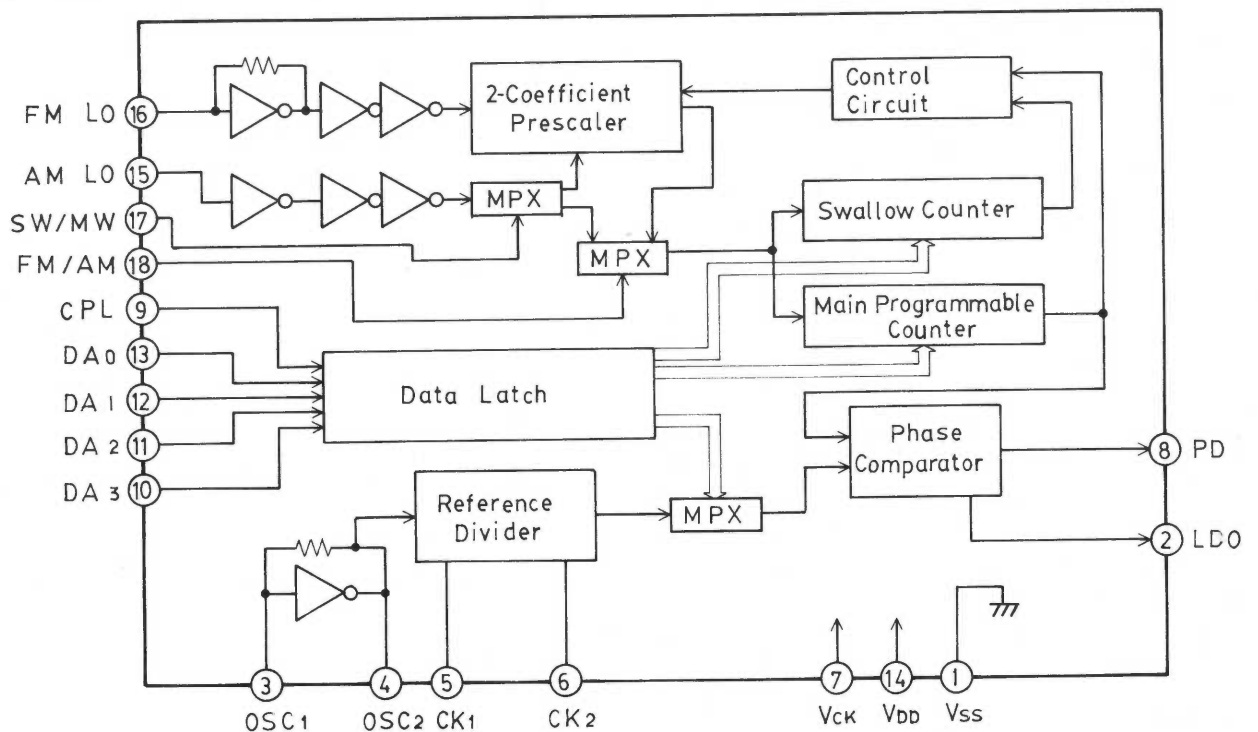 FM LO 16
2-Coefficient
Prescaler
Control
Circuit
AM LO 15
MPX
SW/MW 17
Swallow Counter
FM/AM 18
MPX
CPL 9
Main Programmable
Counter
DA0 13
DA1 12
Data Latch
DA2 11
DA3 10
Phase
Comparator
8 PD
Reference
Divider
MPX
2 LDO
3
4
5
6
7
14
1
OSC1
OSC2
CK1
CK2
VCK
VDD
VSS